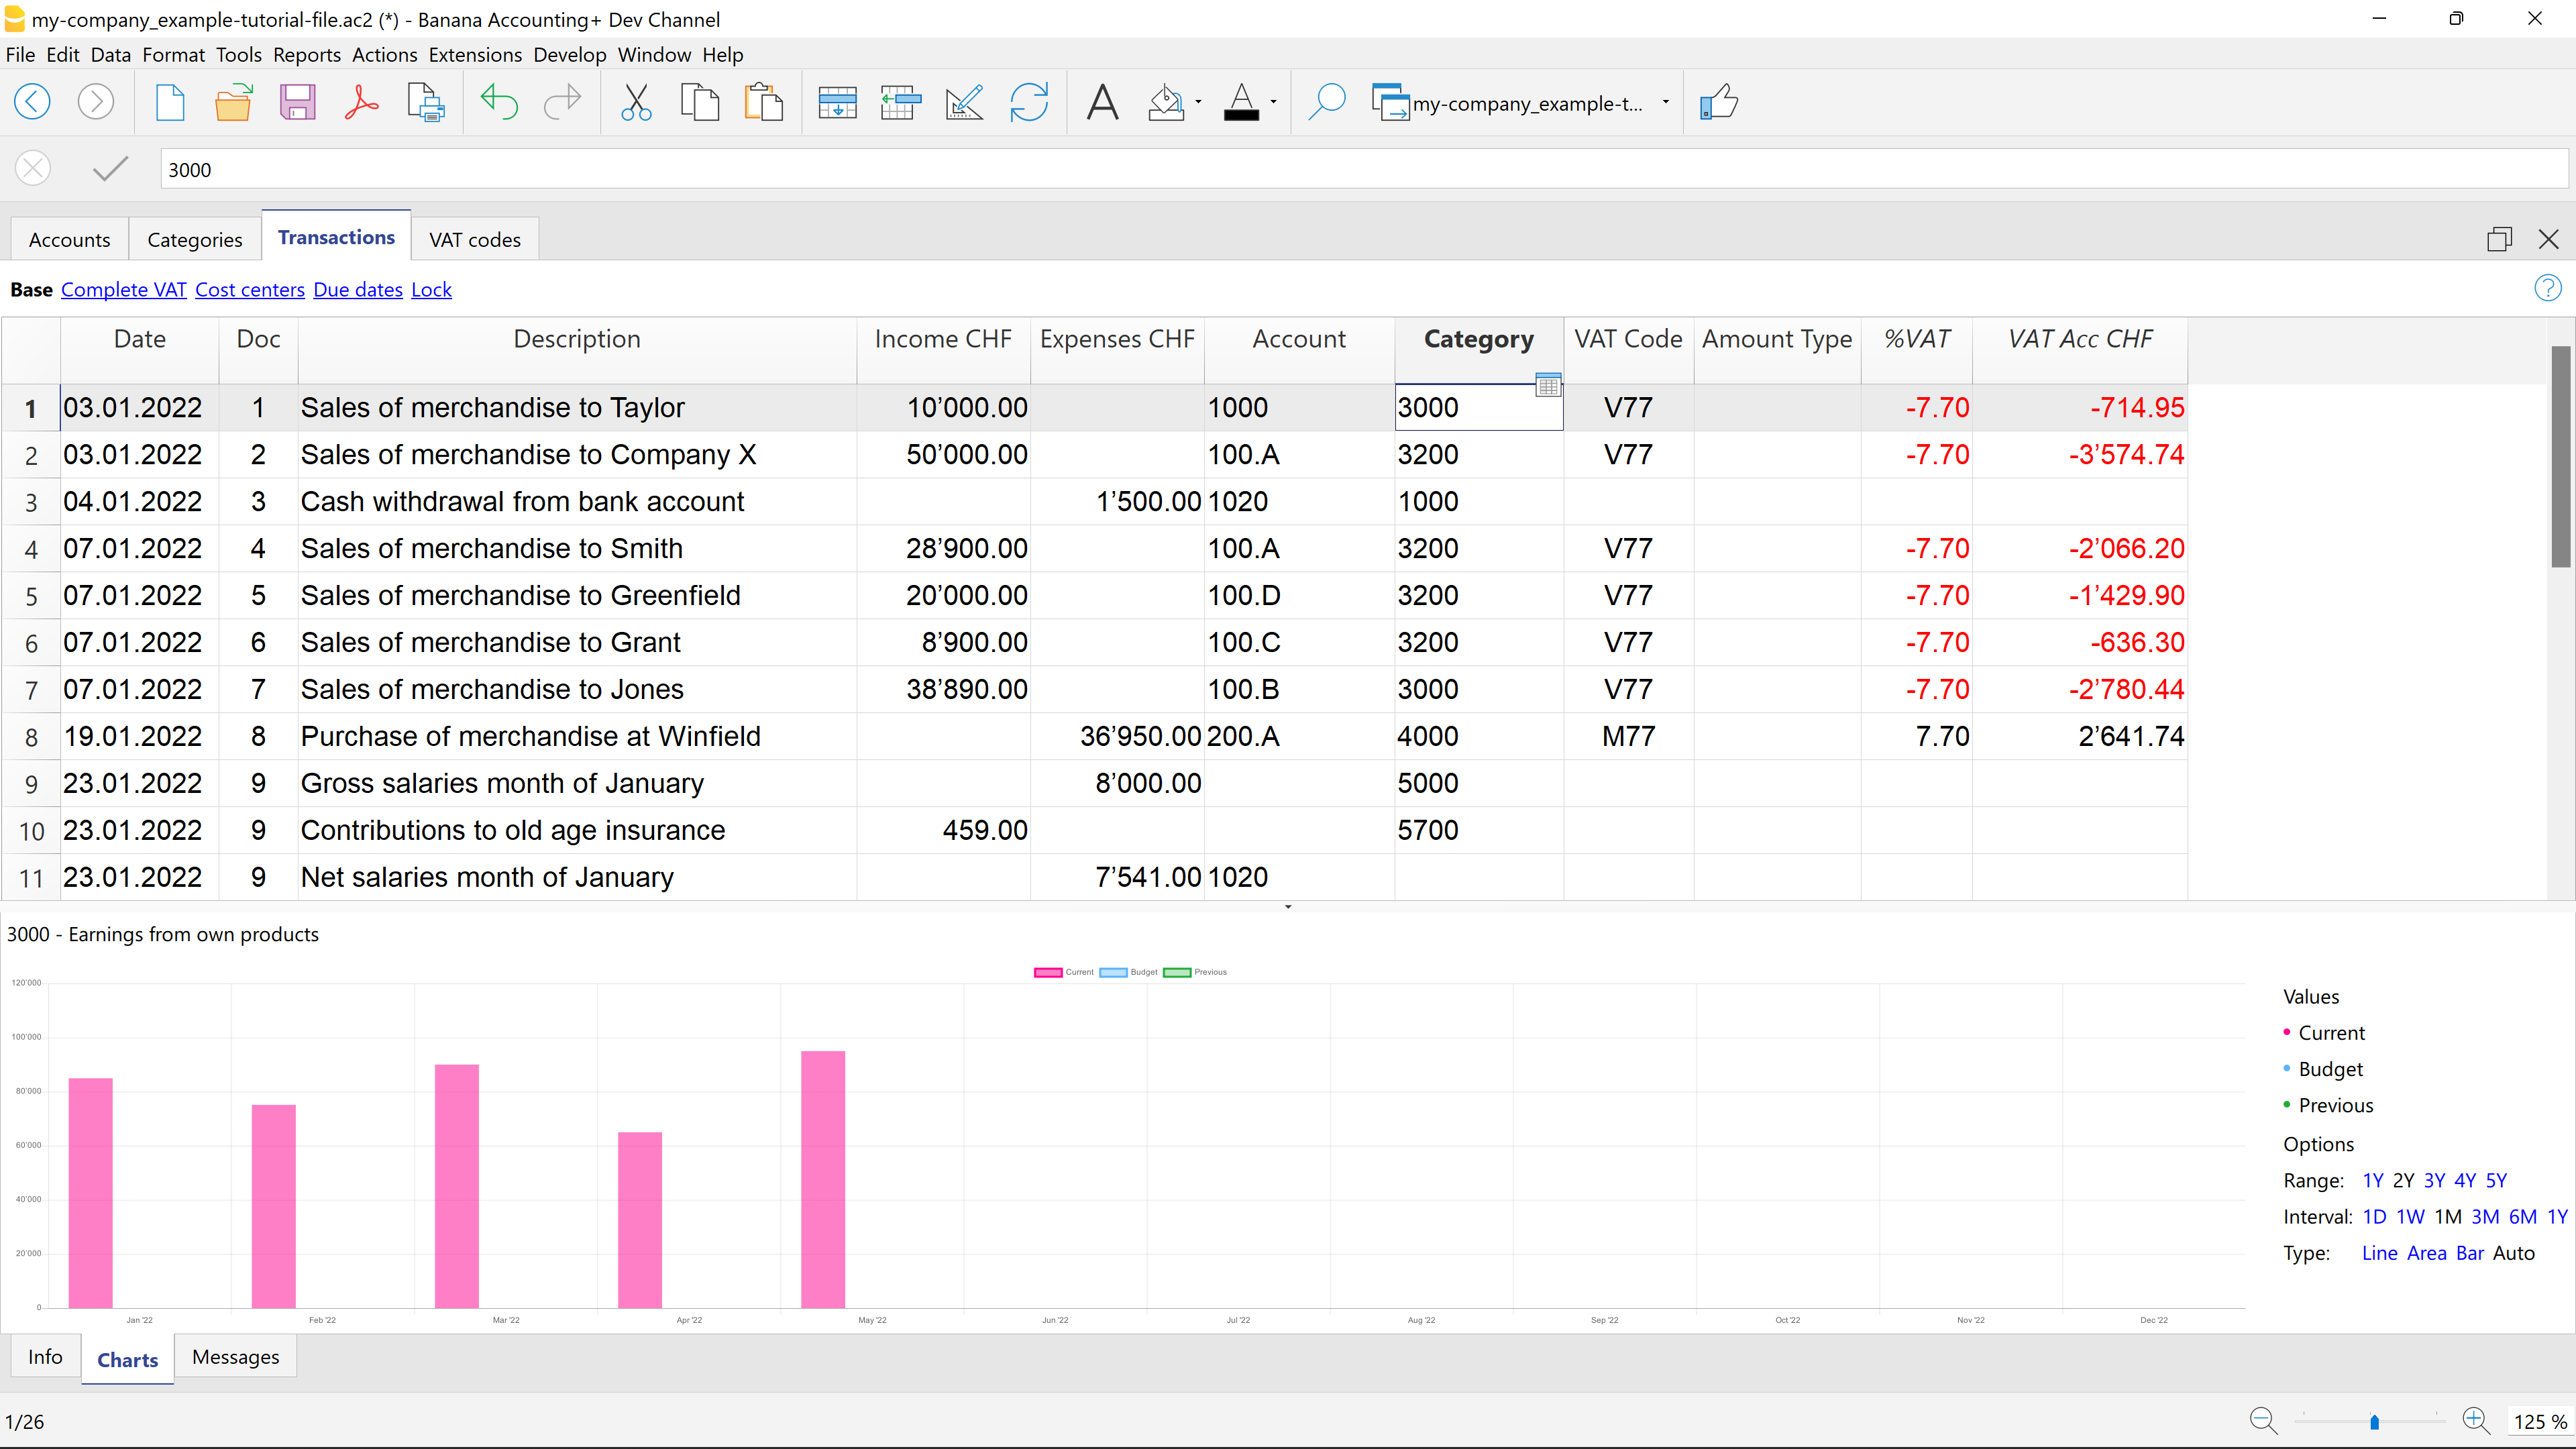 my-company_example-tutorial-file.ac2 (*) - Banana Accounting+ Dev Channel
File Edit Data Format Tools Reports Actions Extensions Develop Window Help
my-company_example-t...
3000
Accounts Categories Transactions VAT codes
Base Complete VAT Cost centers Due dates Lock
Date Doc Description Income CHF Expenses CHF Account Category VAT Code Amount Type %VAT VAT Acc CHF
1 03.01.2022 1 Sales of merchandise to Taylor 10’000.00 1000 3000 V77 -7.70 -714.95
2 03.01.2022 2 Sales of merchandise to Company X 50’000.00 100.A 3200 V77 -7.70 -3’574.74
3 04.01.2022 3 Cash withdrawal from bank account 1’500.00 1020 1000
4 07.01.2022 4 Sales of merchandise to Smith 28’900.00 100.A 3200 V77 -7.70 -2’066.20
5 07.01.2022 5 Sales of merchandise to Greenfield 20’000.00 100.D 3200 V77 -7.70 -1’429.90
6 07.01.2022 6 Sales of merchandise to Grant 8’900.00 100.C 3200 V77 -7.70 -636.30
7 07.01.2022 7 Sales of merchandise to Jones 38’890.00 100.B 3000 V77 -7.70 -2’780.44
8 19.01.2022 8 Purchase of merchandise at Winfield 36’950.00 200.A 4000 M77 7.70 2’641.74
9 23.01.2022 9 Gross salaries month of January 8’000.00 5000
10 23.01.2022 9 Contributions to old age insurance 459.00 5700
11 23.01.2022 9 Net salaries month of January 7’541.00 1020
3000 - Earnings from own products
Current Budget Previous
120'000
100'000
80'000
60'000
40'000
20'000
0
Jan '22 Feb '22 Mar '22 Apr '22 May '22 Jun '22 Jul '22 Aug '22 Sep '22 Oct '22 Nov '22 Dec '22
Values
Current
Budget
Previous
Options
Range: 1Y 2Y 3Y 4Y 5Y
Interval: 1D 1W 1M 3M 6M 1Y
Type: Line Area Bar Auto
Info Charts Messages
1/26
125 %